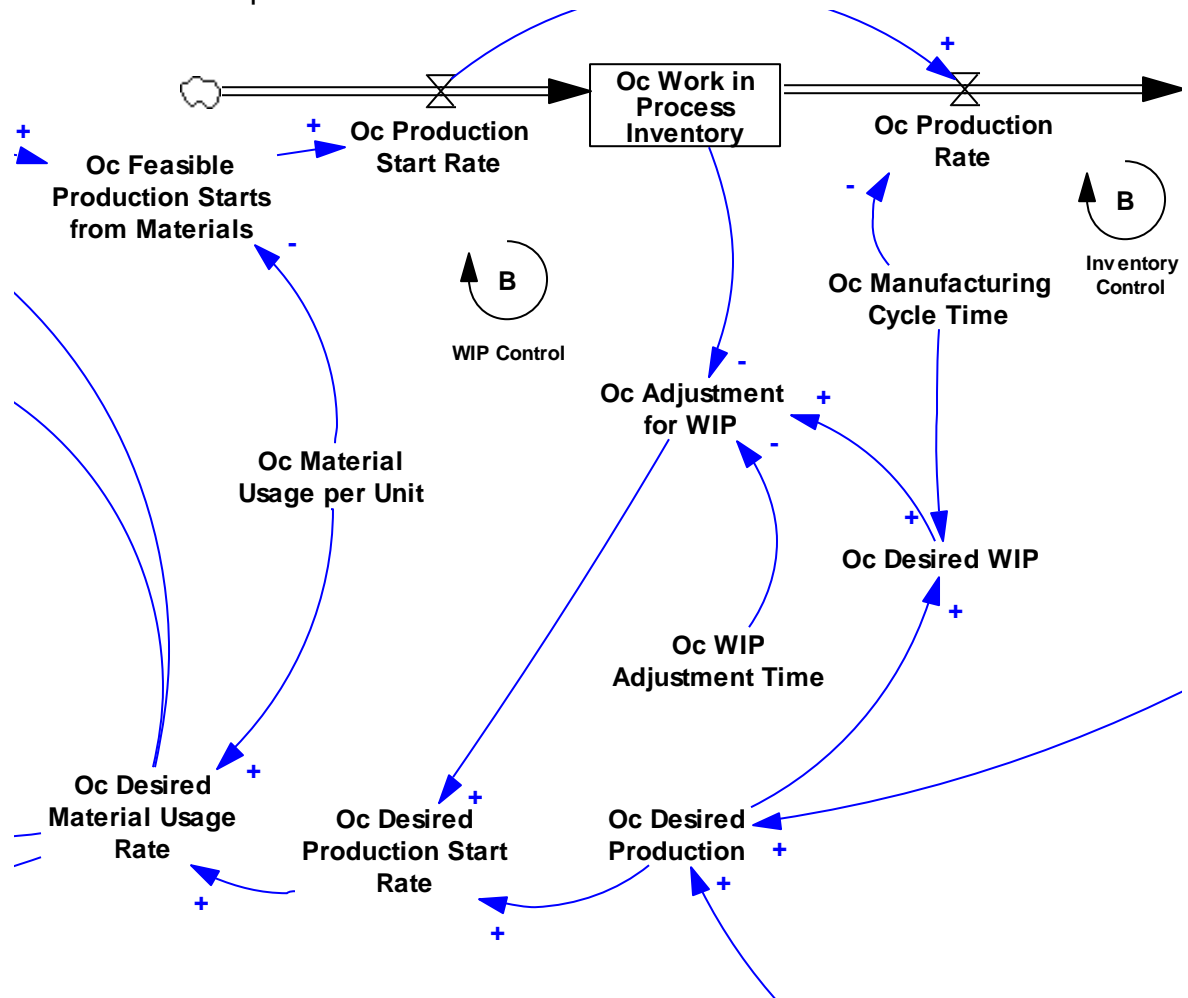 +
Oc Work in
Process
Inventory
+
+
Oc Production
Start Rate
Oc Production
Rate
Oc Feasible
Production Starts
from Materials
-
B
-
B
Inventory
Control
Oc Manufacturing
Cycle Time
WIP Control
-
Oc Adjustment
for WIP
+
-
Oc Material
Usage per Unit
+
Oc Desired WIP
+
Oc WIP
Adjustment Time
+
Oc Desired
Material Usage
Rate
+
Oc Desired
Production Start
Rate
Oc Desired
Production
+
+
+
+